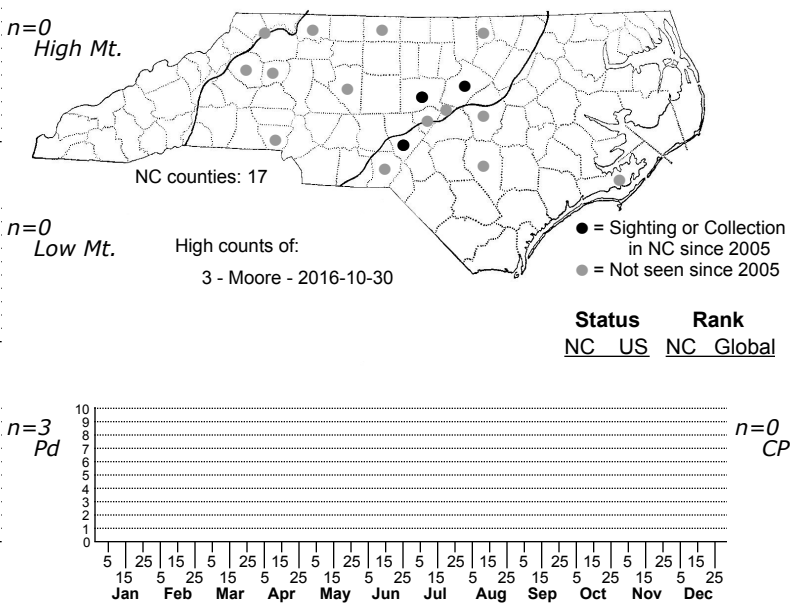 n=0
High Mt.
NC counties: 17
n=0
Low Mt.
High counts of:
3 - Moore - 2016-10-30
= Sighting or Collection
in NC since 2005
= Not seen since 2005
Status Rank
NC US NC Global
n=3
Pd
n=0
CP
10
9
8
7
6
5
4
3
2
1
0
5 25 15 5 25 15 5 25 15 5 25 15 5 25 15 5 25 15
15 5 25 15 5 25 15 5 25 15 5 25 15 5 25 15 5 25
Jan Feb Mar Apr May Jun Jul Aug Sep Oct Nov Dec